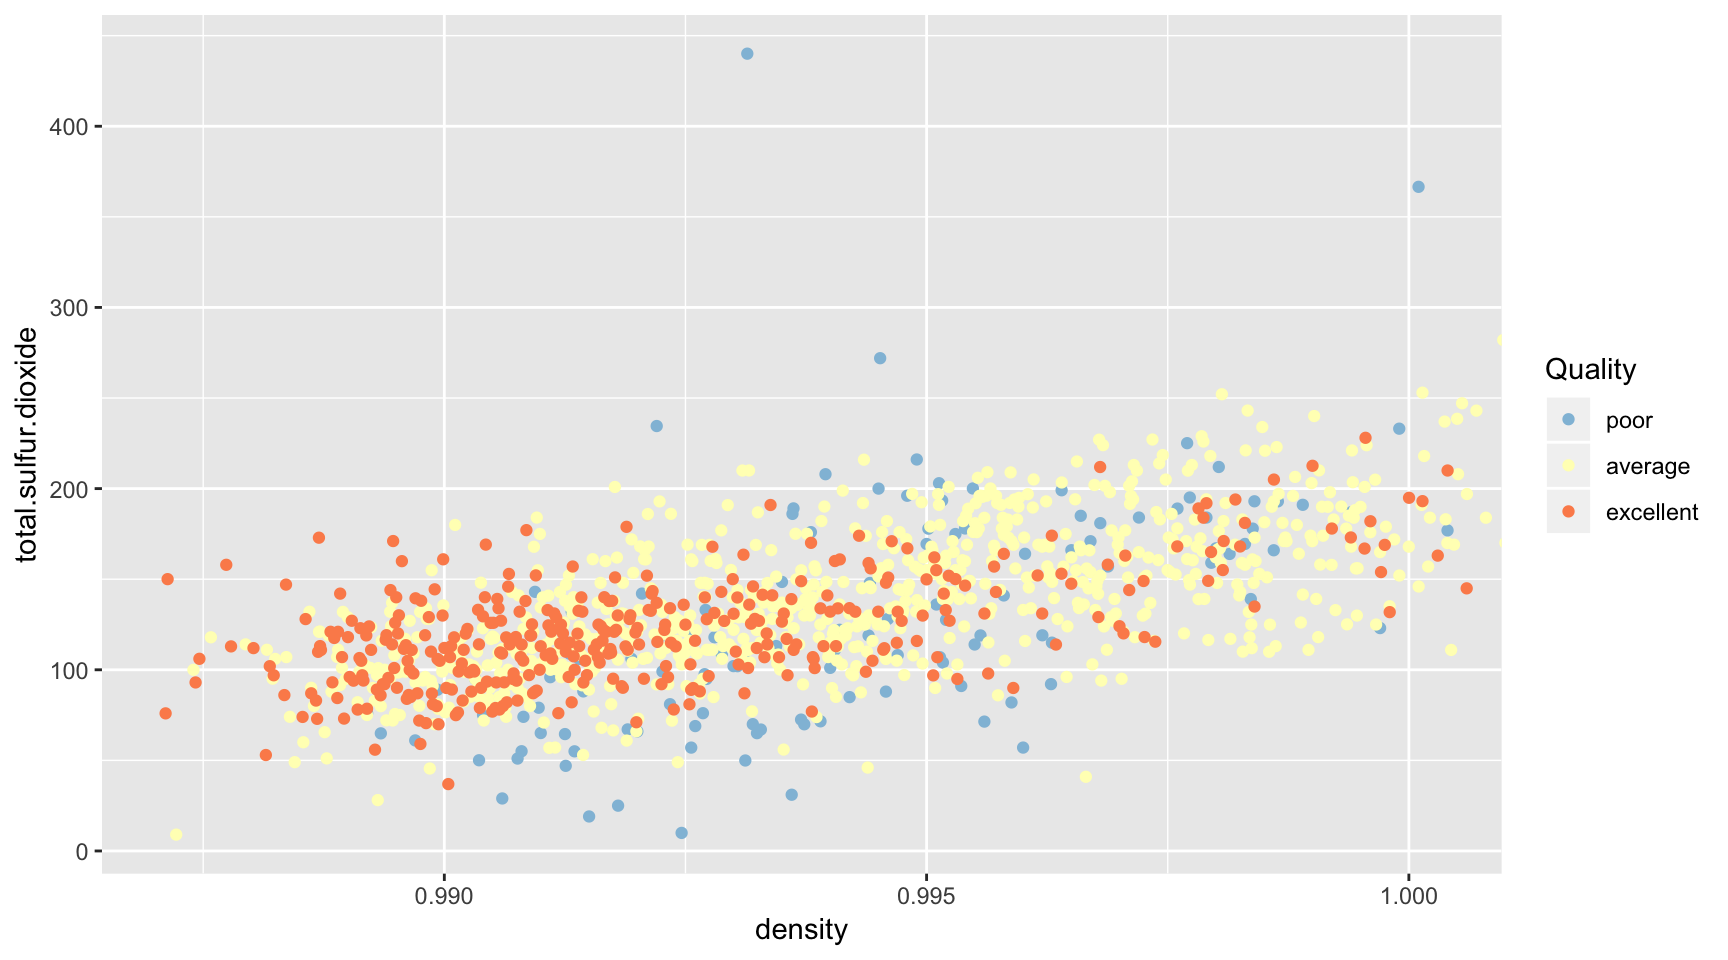 total.sulfur.dioxide
400
300
200
100
0
0.990
0.995
1.000
density
Quality
poor
average
excellent